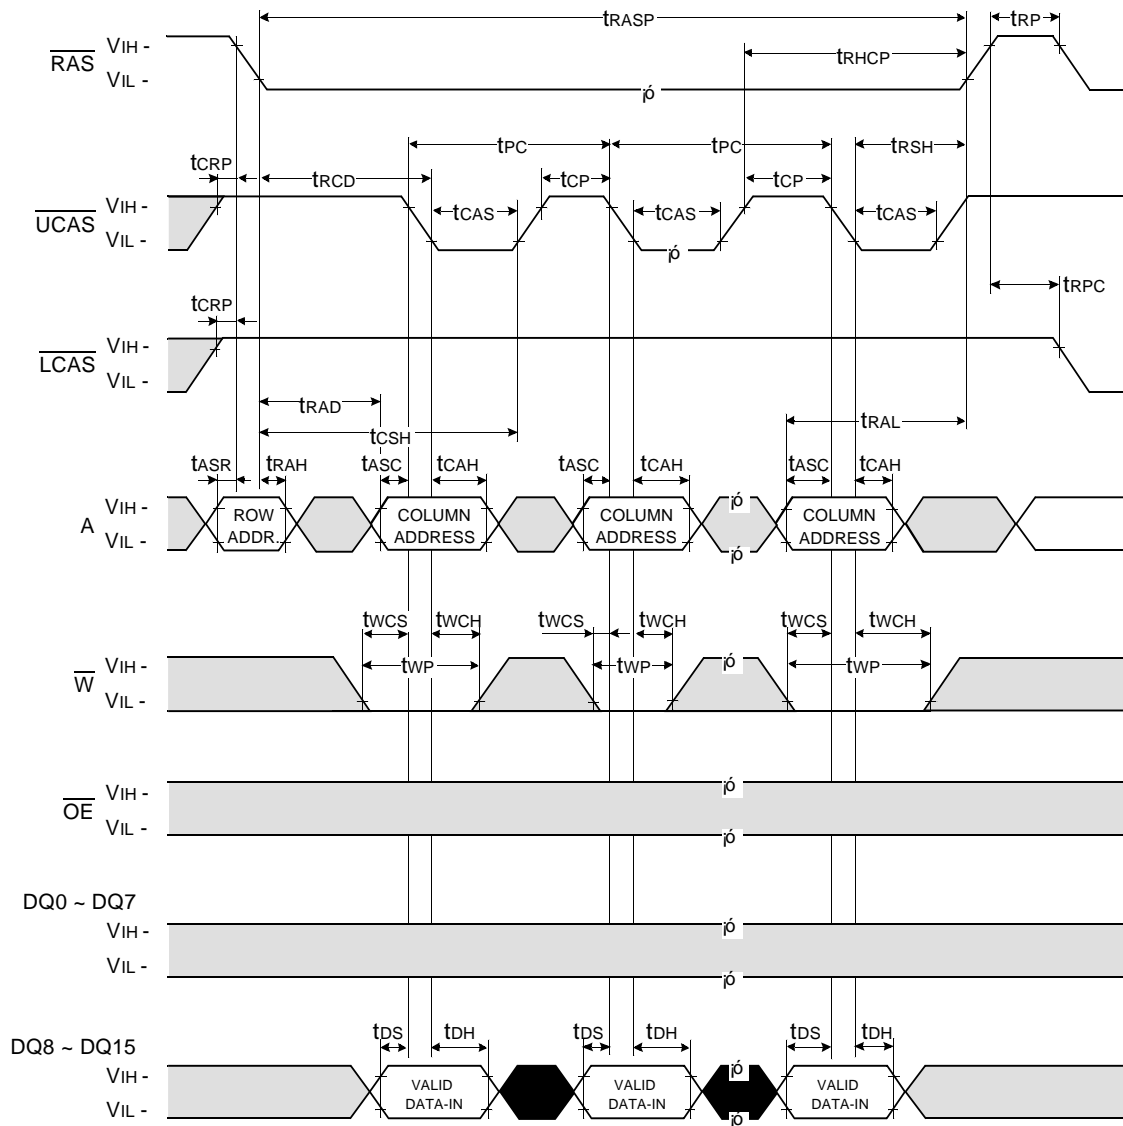 tRASP
tRP
RAS
VIH -
VIL -
tRHCP
¡ó
tPC
tPC
tRSH
tCRP
tRCD
tCP
tCP
UCAS
VIH -
VIL -
tCAS
tCAS
tCAS
¡ó
tRPC
tCRP
LCAS
VIH -
VIL -
tRAD
tCSH
tRAL
tASR
tRAH
tASC
tCAH
tASC
tCAH
tASC
tCAH
A
VIH -
VIL -
ROW
ADDR.
COLUMN
ADDRESS
COLUMN
ADDRESS
¡ó
¡ó
COLUMN
ADDRESS
tWCS
tWCH
tWCS
tWCH
tWCS
tWCH
W
VIH -
VIL -
tWP
tWP
¡ó
tWP
OE
VIH -
VIL -
¡ó
¡ó
DQ0 ~ DQ7
VIH -
VIL -
¡ó
¡ó
DQ8 ~ DQ15
tDS
tDH
tDS
tDH
tDS
tDH
VIH -
VIL -
VALID
DATA-IN
VALID
DATA-IN
¡ó
¡ó
VALID
DATA-IN